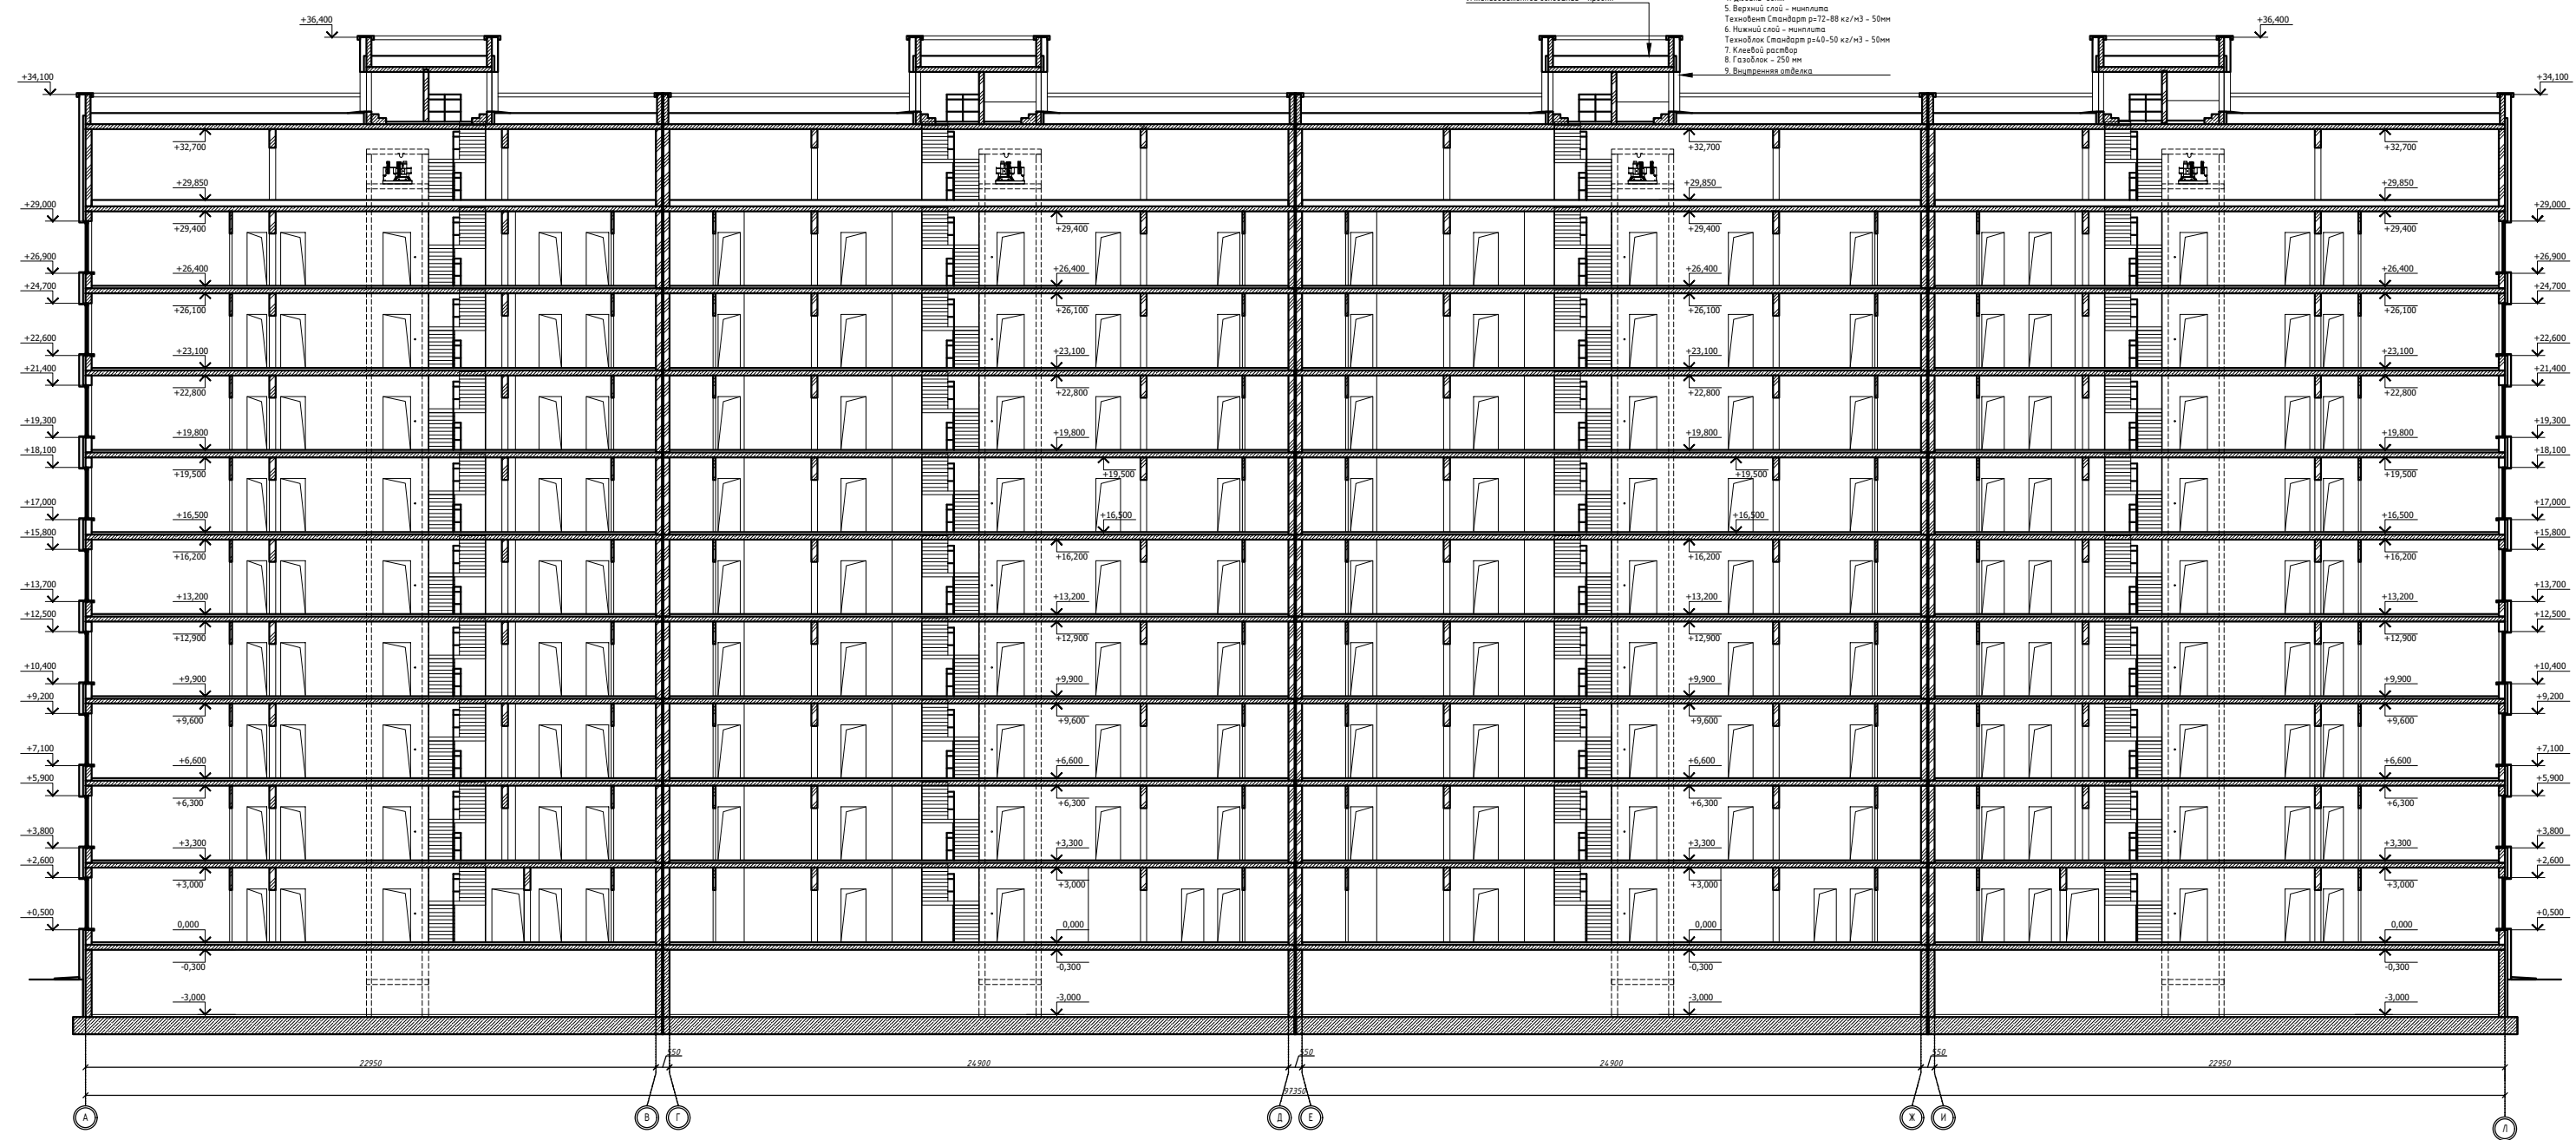 5. Верхний слой – минплита
Техновент Стандарт p=72-88 кг/м3 – 50мм
6. Нижний слой – минплита
Техноблок Стандарт p=40-50 кг/м3 – 50мм
7. Клеевой раствор
8. Газоблок – 250 мм
9. Внутренняя отделка
+36,400 +36,400
+34,100 +34,100
+32,700 +32,700 +32,700
+29,850 +29,850 +29,850
+29,000 +29,000
+29,400 +29,400 +29,400 +29,400
+26,900 +26,900
+26,400 +26,400 +26,400 +26,400
+24,700 +24,700
+26,100 +26,100 +26,100 +26,100
+22,600 +22,600
+23,100 +23,100 +23,100 +23,100
+21,400 +21,400
+22,800 +22,800 +22,800 +22,800
+19,300 +19,300
+19,800 +19,800 +19,800 +19,800
+18,100 +18,100
+19,500 +19,500 +19,500 +19,500
+17,000 +17,000
+16,500 +16,500 +16,500 +16,500
+15,800 +15,800
+16,200 +16,200 +16,200 +16,200
+13,700 +13,700
+13,200 +13,200 +13,200 +13,200
+12,500 +12,500
+12,900 +12,900 +12,900 +12,900
+10,400 +10,400
+9,900 +9,900 +9,900 +9,900
+9,200 +9,200
+9,600 +9,600 +9,600 +9,600
+7,100 +7,100
+6,600 +6,600 +6,600 +6,600
+5,900 +5,900
+6,300 +6,300 +6,300 +6,300
+3,800 +3,800
+3,300 +3,300 +3,300 +3,300
+2,600 +2,600
+3,000 +3,000 +3,000 +3,000
+0,500 +0,500
0,000 0,000 0,000 0,000
-0,300 -0,300 -0,300 -0,300
-3,000 -3,000 -3,000 -3,000
550 550 550
22950 24900 24900 22950
97350
А В Г Д Е Ж И Л